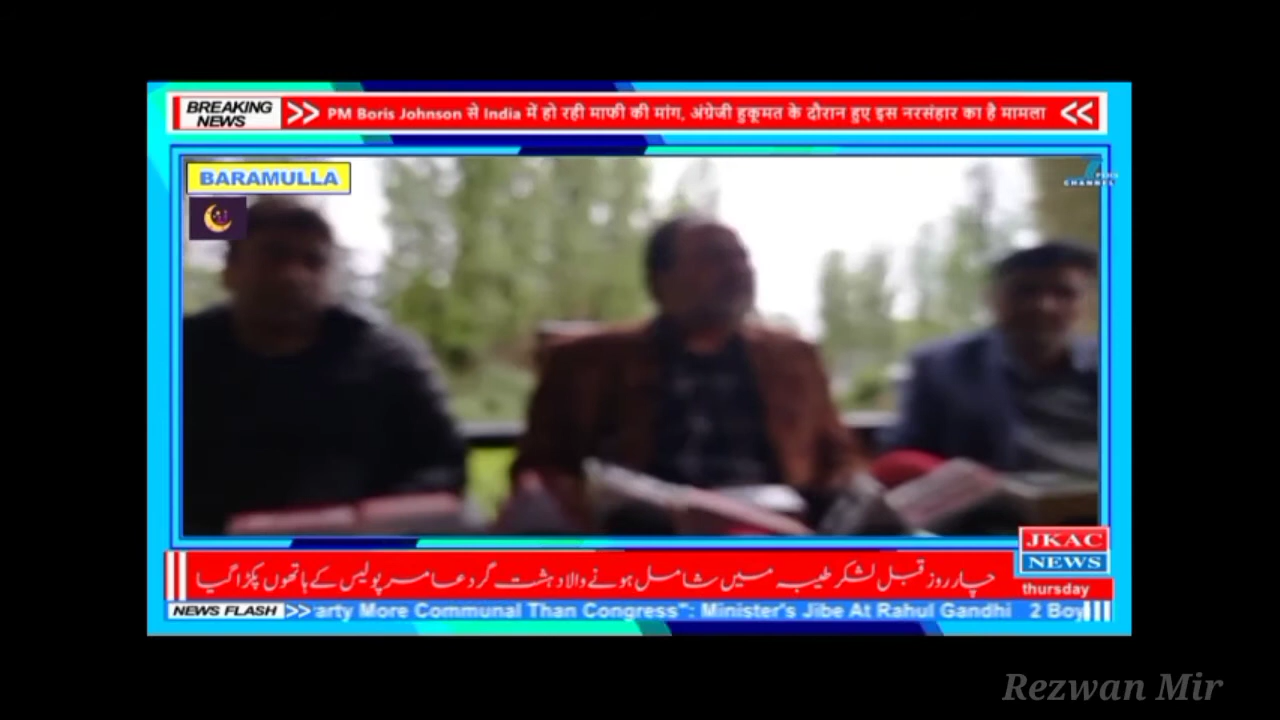 BREAKING NEWS
PM Boris Johnson से India में हो रही माफी की मांग, अंग्रेजी हुकूमत के दौरान हुए इस नरसंहार का है मामला
BARAMULLA
CHANNEL
JKAC
NEWS
چار روز قبل لشکر طیبہ میں شامل ہونے والا دہشت گرد عامر پولیس کے ہاتھوں پکڑا گیا
thursday
NEWS FLASH
arty More Communal Than Congress": Minister's Jibe At Rahul Gandhi 2 Boy
Rezwan Mir